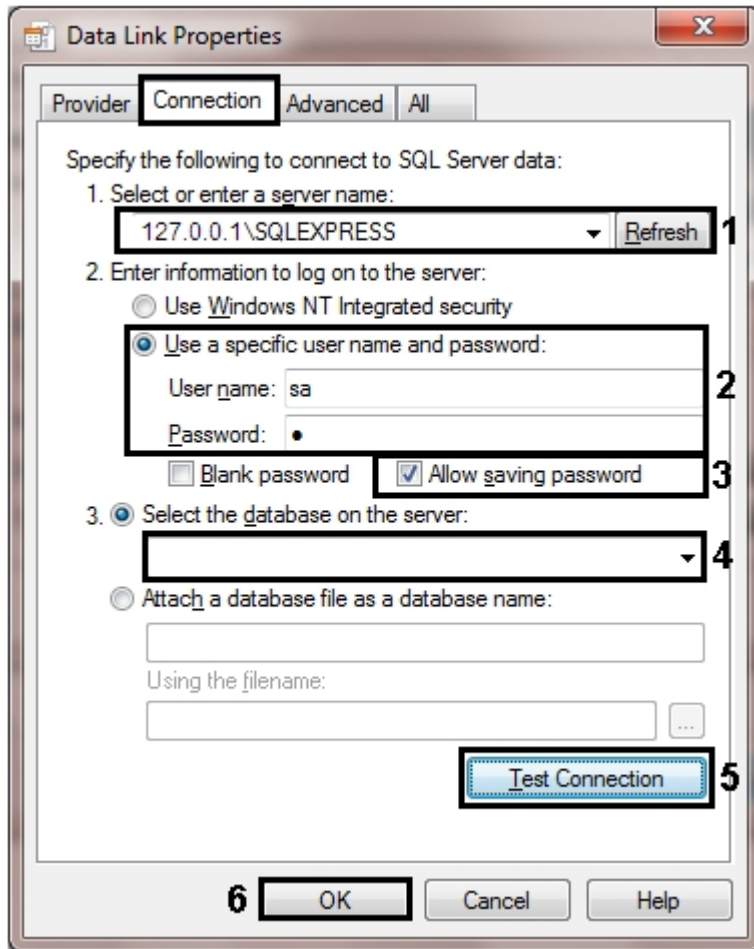 Data Link Properties
Provider Connection Advanced All
Specify the following to connect to SQL Server data:
1. Select or enter a server name:
127.0.0.1\SQLEXPRESS Refresh 1
2. Enter information to log on to the server:
Use Windows NT Integrated security
Use a specific user name and password:
User name: sa 2
Password: ●
Blank password Allow saving password 3
3. Select the database on the server:
4
Attach a database file as a database name:
Using the filename:
...
Test Connection 5
6 OK Cancel Help